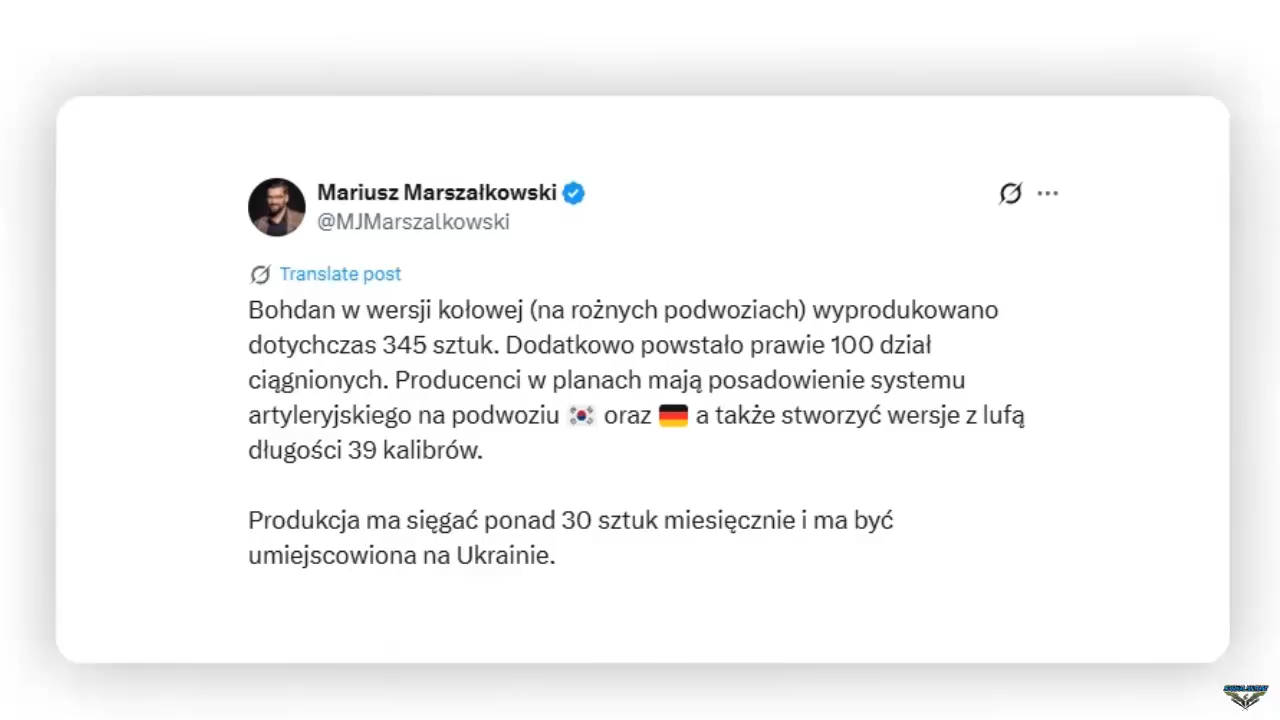 Mariusz Marszałkowski
@MJMarszalkowski
Translate post
Bohdan w wersji kołowej (na rożnych podwoziach) wyprodukowano
dotychczas 345 sztuk. Dodatkowo powstało prawie 100 dział
ciągnionych. Producenci w planach mają posadowienie systemu
artyleryjskiego na podwoziu 🇰🇷 oraz 🇩🇪 a także stworzyć wersje z lufą
długości 39 kalibrów.
Produkcja ma sięgać ponad 30 sztuk miesięcznie i ma być
umiejscowiona na Ukrainie.